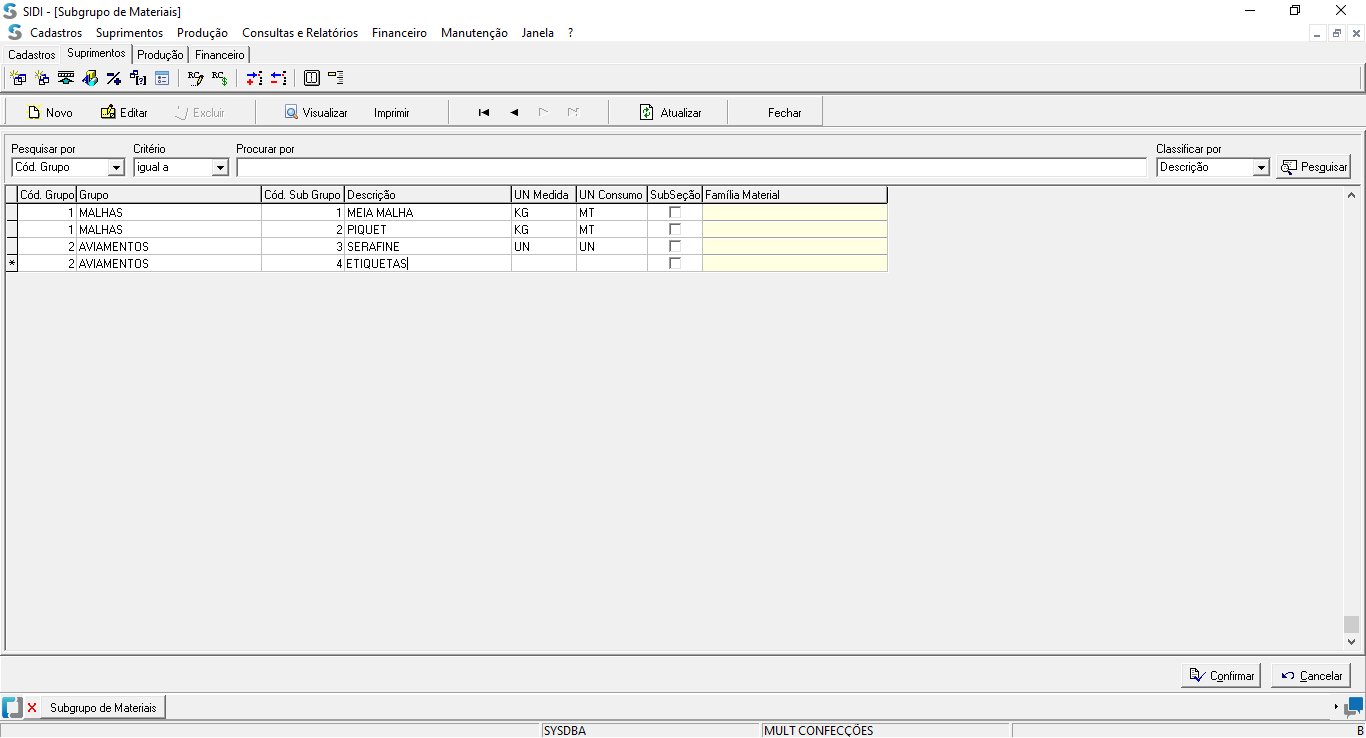 SIDI - [Subgrupo de Materiais]
Cadastros Suprimentos Produção Consultas e Relatórios Financeiro Manutenção Janela ?
Cadastros Suprimentos Produção Financeiro
Novo Editar Excluir Visualizar Imprimir Atualizar Fechar
Pesquisar por Critério Procurar por Classificar por
Cód. Grupo igual a Descrição Pesquisar
Cód. Grupo Grupo Cód. Sub Grupo Descrição UN Medida UN Consumo SubSeção Família Material
1 MALHAS 1 MEIA MALHA KG MT
1 MALHAS 2 PIQUET KG MT
2 AVIAMENTOS 3 SERAFINE UN UN
* 2 AVIAMENTOS 4 ETIQUETAS
Confirmar Cancelar
Subgrupo de Materiais
SYSDBA MULT CONFECÇÕES B